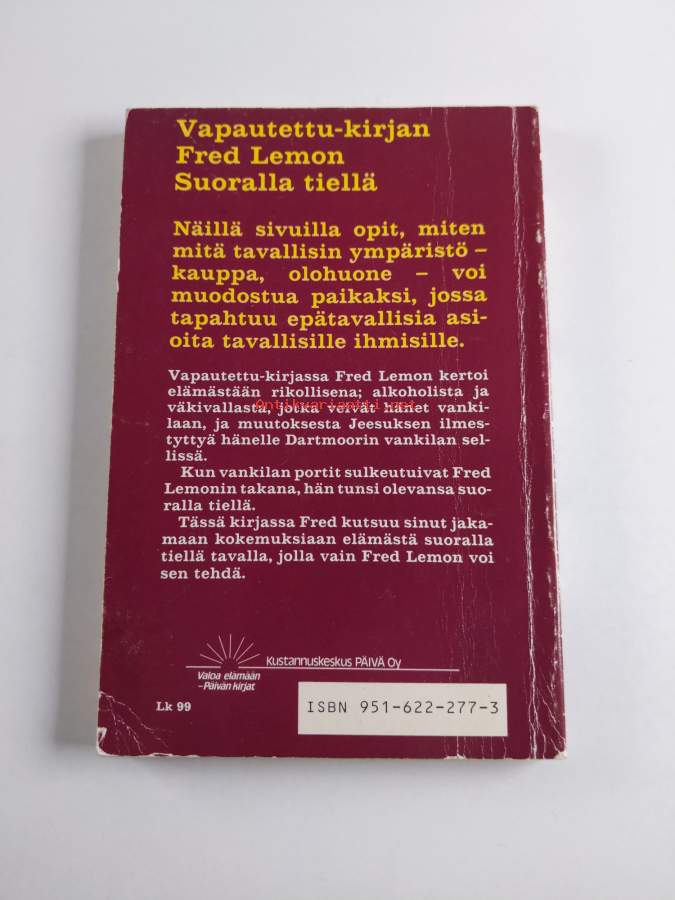 Vapautettu-kirjan
Fred Lemon
Suoralla tiellä
Näillä sivuilla opit, miten
mitä tavallisin ympäristö –
kauppa, olohuone – voi
muodostua paikaksi, jossa
tapahtuu epätavallisia asi-
oita tavallisille ihmisille.
Vapautettu-kirjassa Fred Lemon kertoi
elämästään rikollisena; alkoholista ja
väkivallasta, jotka veivät hänet vanki-
Antikvariantti.net
laan, ja muutoksesta Jeesuksen ilmes-
tyttyä hänelle Dartmoorin vankilan sel-
lissä.
Kun vankilan portit sulkeutuivat Fred
Lemonin takana, hän tunsi olevansa suo-
ralla tiellä.
Tässä kirjassa Fred kutsuu sinut jaka-
maan kokemuksiaan elämästä suoralla
tiellä tavalla, jolla vain Fred Lemon voi
sen tehdä.
Kustannuskeskus PÄIVÄ Oy
Valoa elämään
–Päivän kirjat
Lk 99
ISBN 951-622-277-3